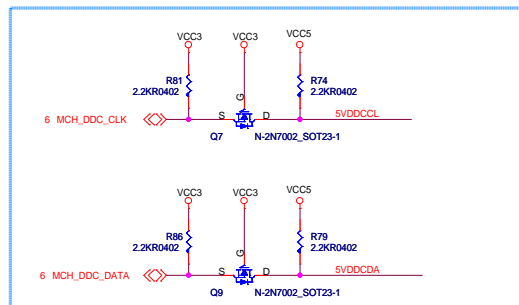 VCC3 VCC3 VCC5
R81 R74
2.2KR0402 2.2KR0402
G
6 MCH_DDC_CLK S D 5VDDCCL
Q7 N-2N7002_SOT23-1
VCC3 VCC3 VCC5
R86 R79
2.2KR0402 2.2KR0402
G
6 MCH_DDC_DATA S D 5VDDCDA
Q9 N-2N7002_SOT23-1